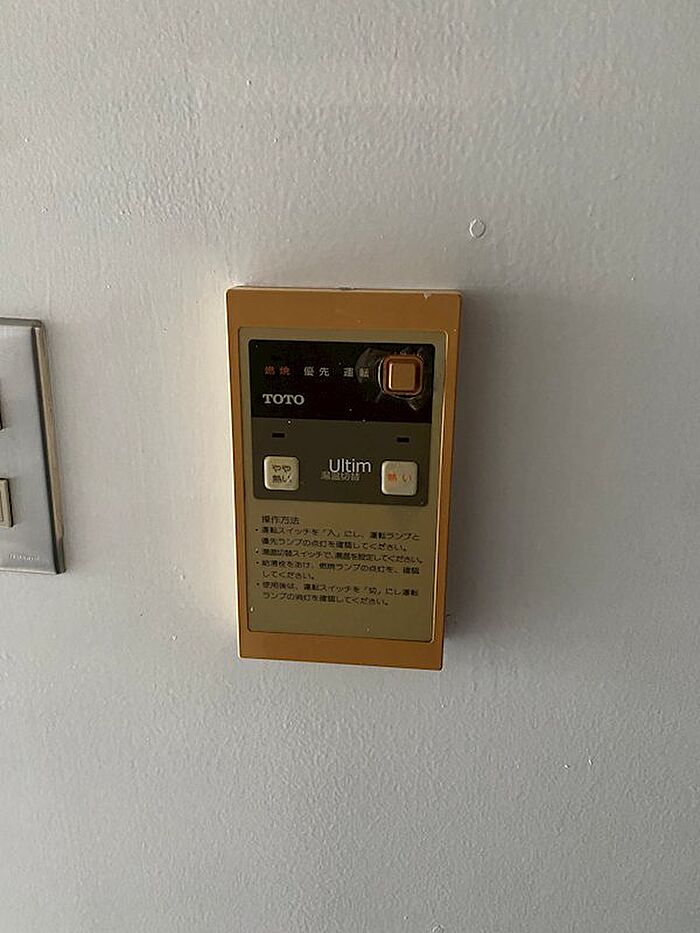 燃焼 優先 運転
TOTO
やや
熱い
Ultim
湯温切替
熱い
操作方法
・運転スイッチを「入」にし、運転ランプと
優先ランプの点灯を確認してください。
・湯温切替スイッチで、湯温を設定してください。
・給湯栓をあけ、燃焼ランプの点灯を、確認
してください。
・使用後は、運転スイッチを「切」にし運転
ランプの消灯を確認してください。